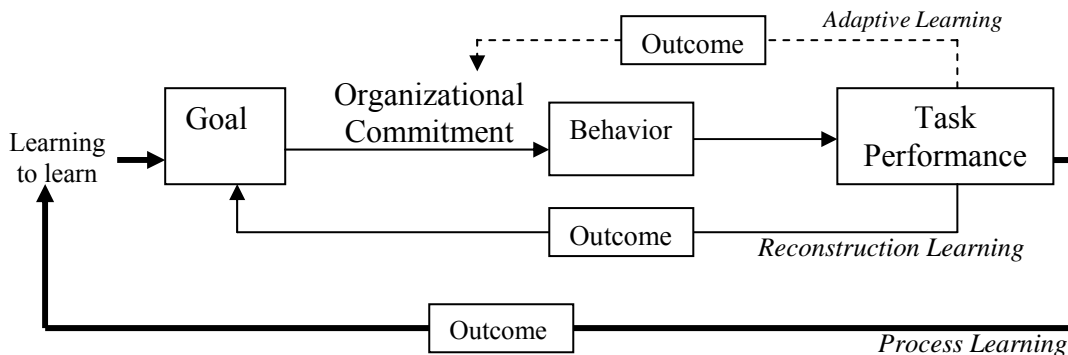 Adaptive Learning
Outcome
Organizational
Commitment
Goal
Behavior
Task
Performance
Learning
to learn
Outcome
Reconstruction Learning
Outcome
Process Learning